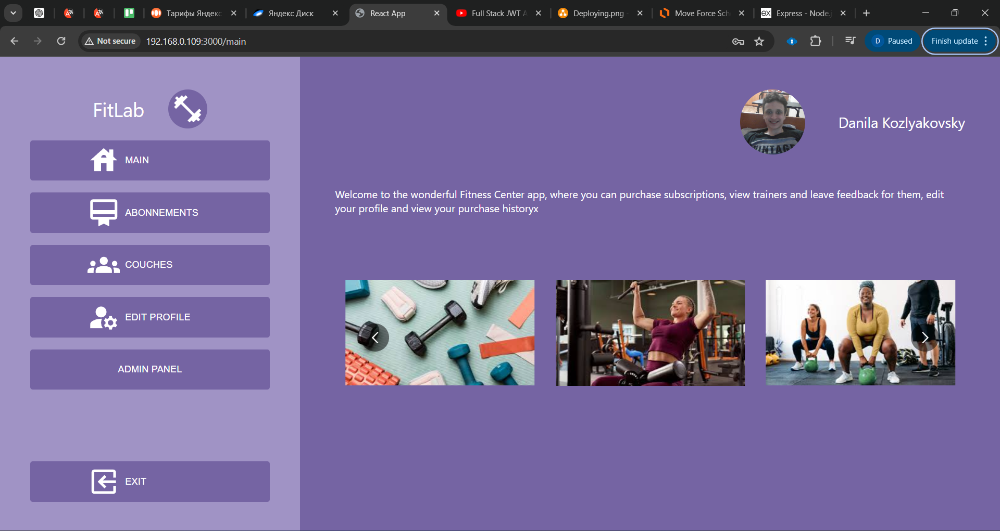 Тарифы Яндекс
Яндекс Диск
React App
Full Stack JWT A
Deploying.png -
Move Force Sch
ex
Express - Node.j
Not secure
192.168.0.109:3000/main
D
Paused
Finish update
FitLab
MAIN
ABONNEMENTS
COUCHES
EDIT PROFILE
ADMIN PANEL
EXIT
Danila Kozlyakovsky
VINTAGE
Welcome to the wonderful Fitness Center app, where you can purchase subscriptions, view trainers and leave feedback for them, edit
your profile and view your purchase historyx